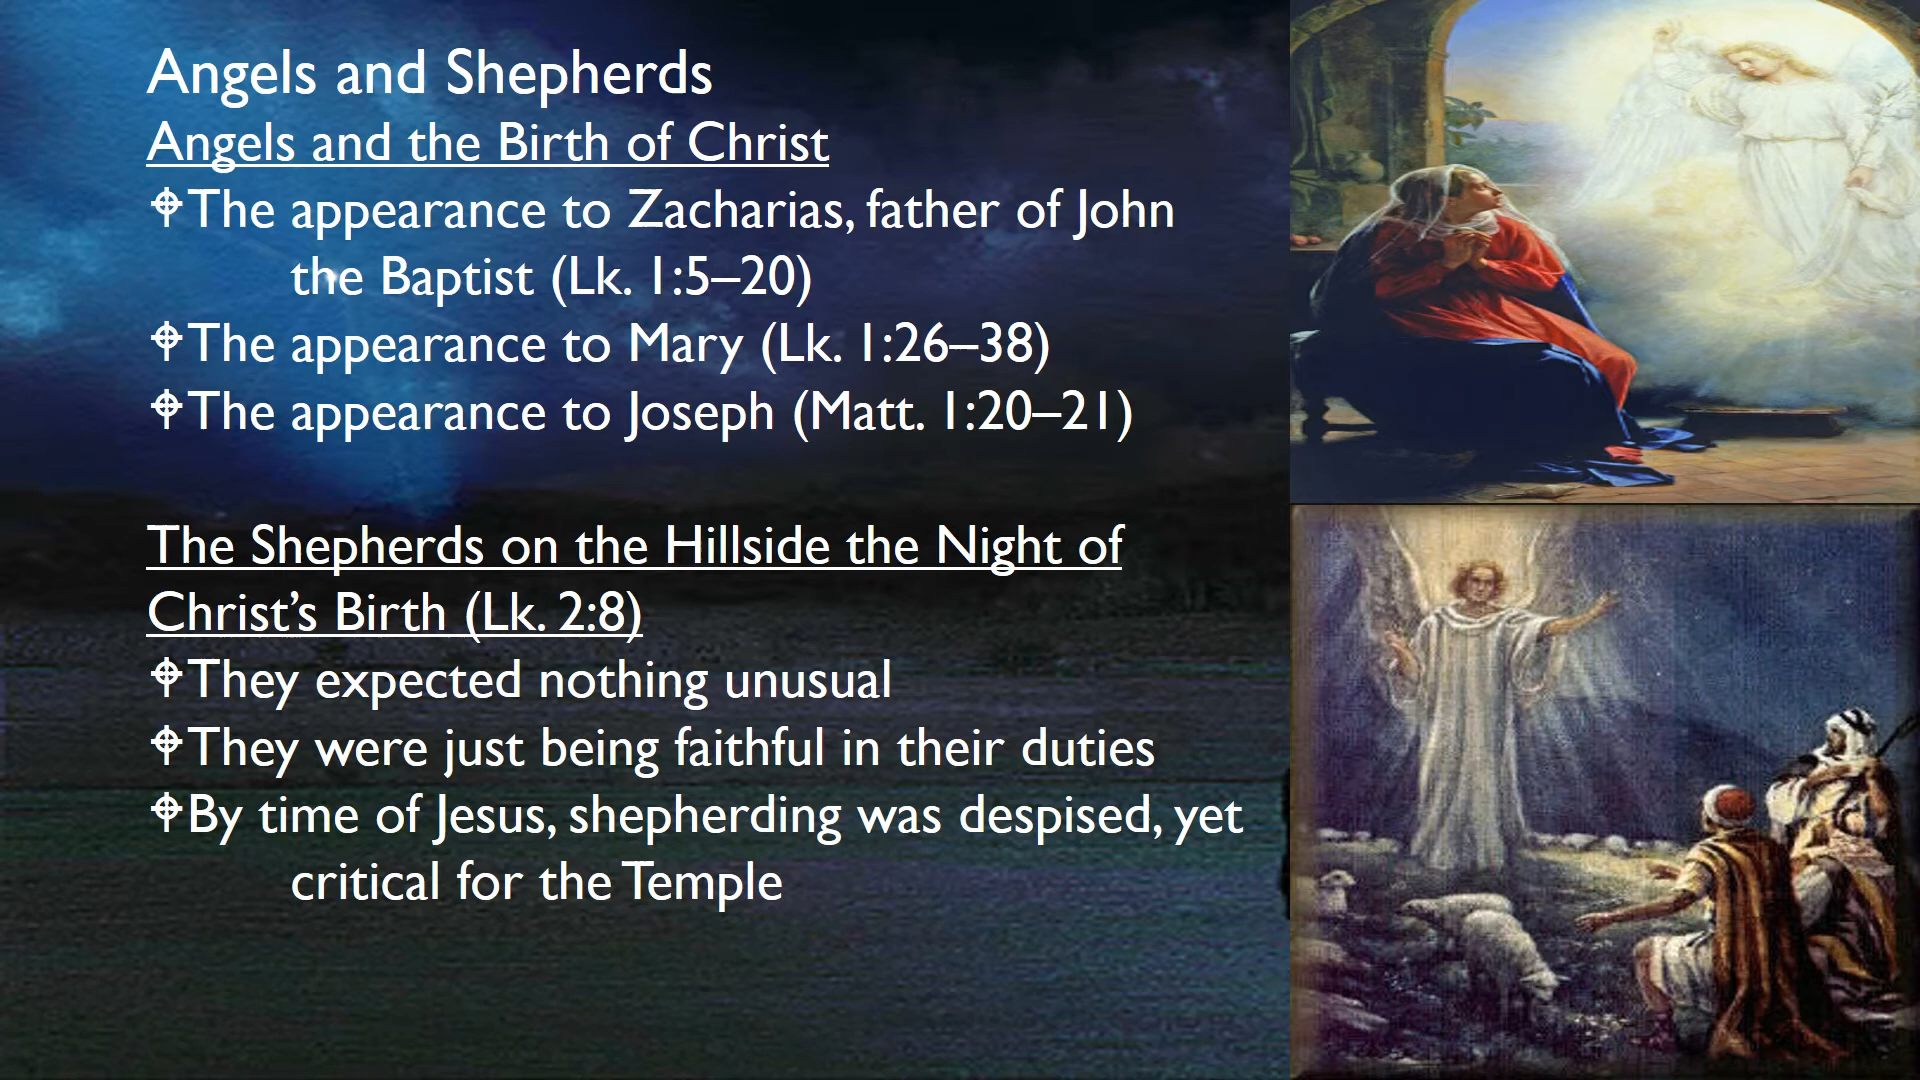 Angels and Shepherds
Angels and the Birth of Christ
⌖The appearance to Zacharias, father of John
the Baptist (Lk. 1:5–20)
⌖The appearance to Mary (Lk. 1:26–38)
⌖The appearance to Joseph (Matt. 1:20–21)
The Shepherds on the Hillside the Night of
Christ’s Birth (Lk. 2:8)
⌖They expected nothing unusual
⌖They were just being faithful in their duties
⌖By time of Jesus, shepherding was despised, yet
critical for the Temple